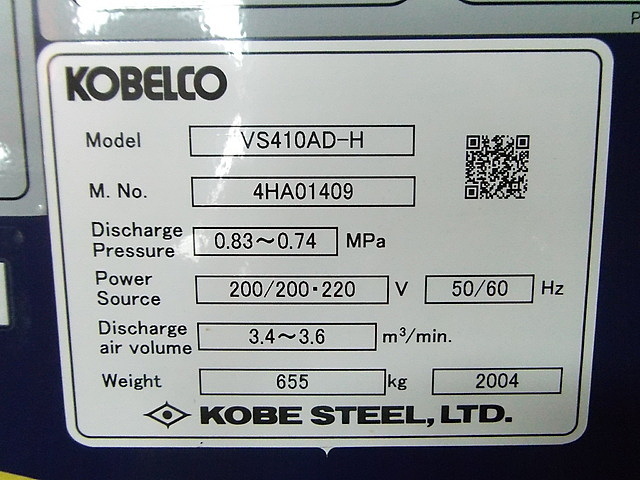 P
KOBELCO
Model VS410AD-H
M. No. 4HA01409
Discharge Pressure 0.83～0.74 MPa
Power Source 200/200・220 V 50/60 Hz
Discharge air volume 3.4～3.6 m³/min.
Weight 655 kg 2004
KOBE STEEL, LTD.